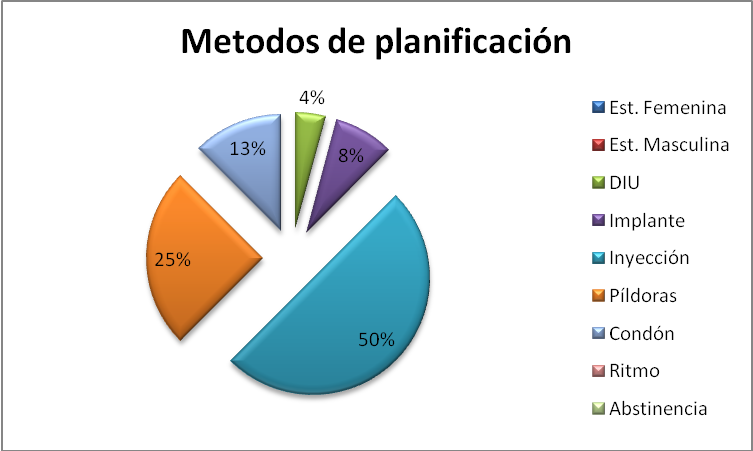 Metodos de planificación
4%
8%
13%
25%
50%
Est. Femenina
Est. Masculina
DIU
Implante
Inyección
Píldoras
Condón
Ritmo
Abstinencia